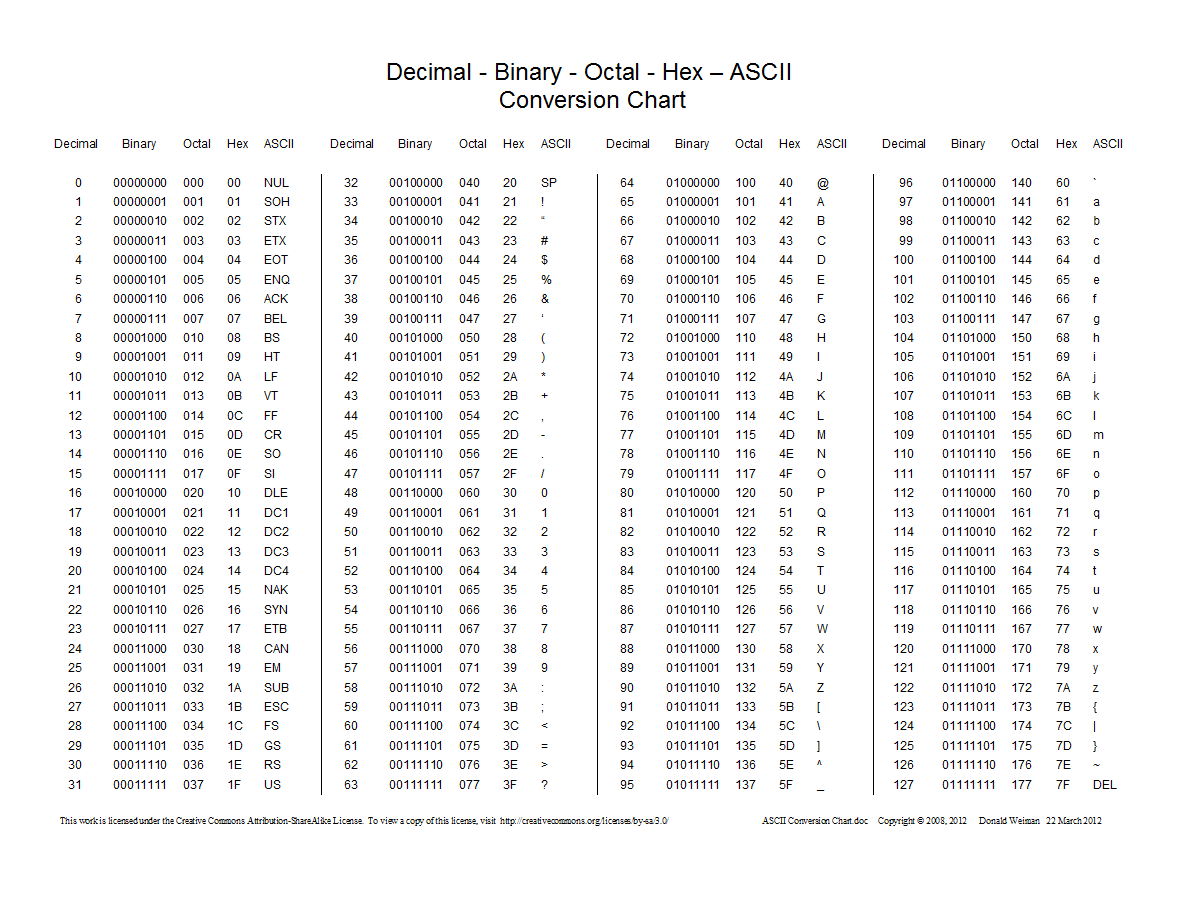 Decimal - Binary - Octal - Hex – ASCII
Conversion Chart
Decimal Binary Octal Hex ASCII Decimal Binary Octal Hex ASCII Decimal Binary Octal Hex ASCII Decimal Binary Octal Hex ASCII
0 00000000 000 00 NUL 32 00100000 040 20 SP 64 01000000 100 40 @ 96 01100000 140 60 `
1 00000001 001 01 SOH 33 00100001 041 21 ! 65 01000001 101 41 A 97 01100001 141 61 a
2 00000010 002 02 STX 34 00100010 042 22 “ 66 01000010 102 42 B 98 01100010 142 62 b
3 00000011 003 03 ETX 35 00100011 043 23 # 67 01000011 103 43 C 99 01100011 143 63 c
4 00000100 004 04 EOT 36 00100100 044 24 $ 68 01000100 104 44 D 100 01100100 144 64 d
5 00000101 005 05 ENQ 37 00100101 045 25 % 69 01000101 105 45 E 101 01100101 145 65 e
6 00000110 006 06 ACK 38 00100110 046 26 & 70 01000110 106 46 F 102 01100110 146 66 f
7 00000111 007 07 BEL 39 00100111 047 27 ‘ 71 01000111 107 47 G 103 01100111 147 67 g
8 00001000 010 08 BS 40 00101000 050 28 ( 72 01001000 110 48 H 104 01101000 150 68 h
9 00001001 011 09 HT 41 00101001 051 29 ) 73 01001001 111 49 I 105 01101001 151 69 i
10 00001010 012 0A LF 42 00101010 052 2A * 74 01001010 112 4A J 106 01101010 152 6A j
11 00001011 013 0B VT 43 00101011 053 2B + 75 01001011 113 4B K 107 01101011 153 6B k
12 00001100 014 0C FF 44 00101100 054 2C , 76 01001100 114 4C L 108 01101100 154 6C l
13 00001101 015 0D CR 45 00101101 055 2D - 77 01001101 115 4D M 109 01101101 155 6D m
14 00001110 016 0E SO 46 00101110 056 2E . 78 01001110 116 4E N 110 01101110 156 6E n
15 00001111 017 0F SI 47 00101111 057 2F / 79 01001111 117 4F O 111 01101111 157 6F o
16 00010000 020 10 DLE 48 00110000 060 30 0 80 01010000 120 50 P 112 01110000 160 70 p
17 00010001 021 11 DC1 49 00110001 061 31 1 81 01010001 121 51 Q 113 01110001 161 71 q
18 00010010 022 12 DC2 50 00110010 062 32 2 82 01010010 122 52 R 114 01110010 162 72 r
19 00010011 023 13 DC3 51 00110011 063 33 3 83 01010011 123 53 S 115 01110011 163 73 s
20 00010100 024 14 DC4 52 00110100 064 34 4 84 01010100 124 54 T 116 01110100 164 74 t
21 00010101 025 15 NAK 53 00110101 065 35 5 85 01010101 125 55 U 117 01110101 165 75 u
22 00010110 026 16 SYN 54 00110110 066 36 6 86 01010110 126 56 V 118 01110110 166 76 v
23 00010111 027 17 ETB 55 00110111 067 37 7 87 01010111 127 57 W 119 01110111 167 77 w
24 00011000 030 18 CAN 56 00111000 070 38 8 88 01011000 130 58 X 120 01111000 170 78 x
25 00011001 031 19 EM 57 00111001 071 39 9 89 01011001 131 59 Y 121 01111001 171 79 y
26 00011010 032 1A SUB 58 00111010 072 3A : 90 01011010 132 5A Z 122 01111010 172 7A z
27 00011011 033 1B ESC 59 00111011 073 3B ; 91 01011011 133 5B [ 123 01111011 173 7B {
28 00011100 034 1C FS 60 00111100 074 3C < 92 01011100 134 5C \ 124 01111100 174 7C |
29 00011101 035 1D GS 61 00111101 075 3D = 93 01011101 135 5D ] 125 01111101 175 7D }
30 00011110 036 1E RS 62 00111110 076 3E > 94 01011110 136 5E ^ 126 01111110 176 7E ~
31 00011111 037 1F US 63 00111111 077 3F ? 95 01011111 137 5F _ 127 01111111 177 7F DEL
This work is licensed under the Creative Commons Attribution-ShareAlike License. To view a copy of this license, visit http://creativecommons.org/licenses/by-sa/3.0/ ASCII Conversion Chart.doc Copyright © 2008, 2012 Donald Weiman 22 March 2012